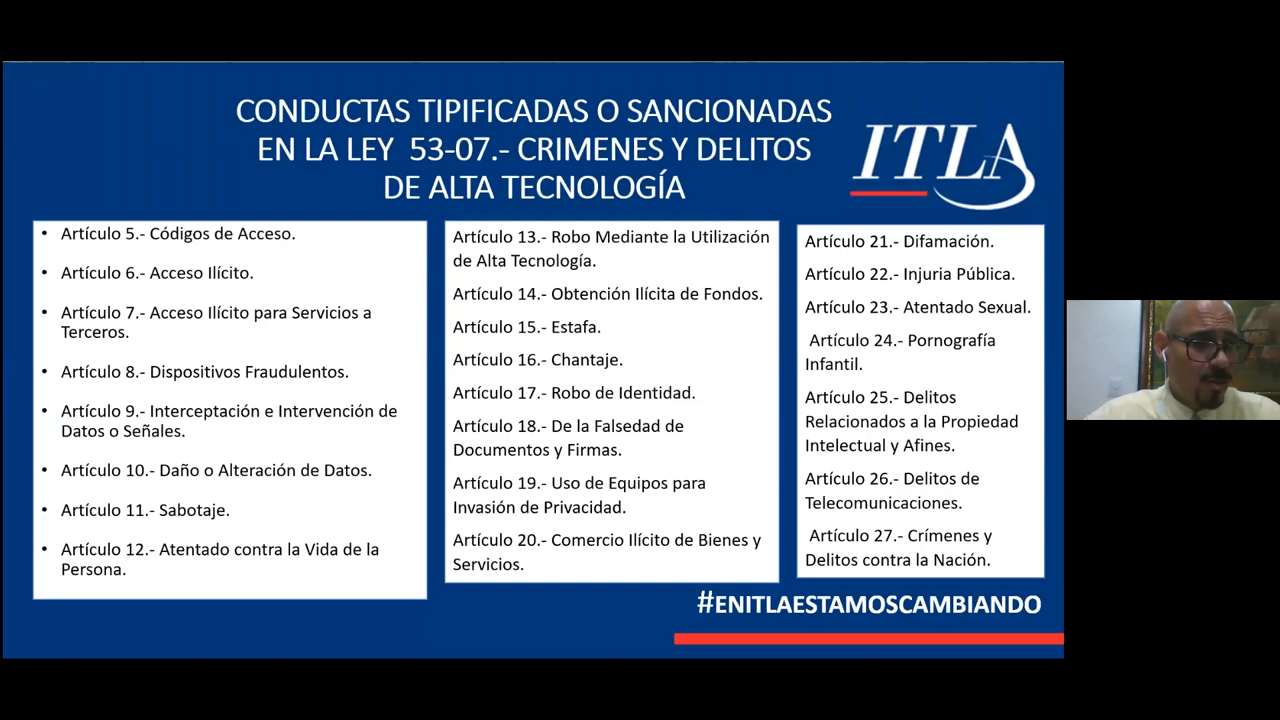 CONDUCTAS TIPIFICADAS O SANCIONADAS
EN LA LEY 53-07.- CRIMENES Y DELITOS
DE ALTA TECNOLOGÍA
ITLA
• Artículo 5.- Códigos de Acceso.
• Artículo 6.- Acceso Ilícito.
• Artículo 7.- Acceso Ilícito para Servicios a
Terceros.
• Artículo 8.- Dispositivos Fraudulentos.
• Artículo 9.- Interceptación e Intervención de
Datos o Señales.
• Artículo 10.- Daño o Alteración de Datos.
• Artículo 11.- Sabotaje.
• Artículo 12.- Atentado contra la Vida de la
Persona.
Artículo 13.- Robo Mediante la Utilización
de Alta Tecnología.
Artículo 14.- Obtención Ilícita de Fondos.
Artículo 15.- Estafa.
Artículo 16.- Chantaje.
Artículo 17.- Robo de Identidad.
Artículo 18.- De la Falsedad de
Documentos y Firmas.
Artículo 19.- Uso de Equipos para
Invasión de Privacidad.
Artículo 20.- Comercio Ilícito de Bienes y
Servicios.
Artículo 21.- Difamación.
Artículo 22.- Injuria Pública.
Artículo 23.- Atentado Sexual.
Artículo 24.- Pornografía
Infantil.
Artículo 25.- Delitos
Relacionados a la Propiedad
Intelectual y Afines.
Artículo 26.- Delitos de
Telecomunicaciones.
Artículo 27.- Crímenes y
Delitos contra la Nación.
#ENITLAESTAMOSCAMBIANDO